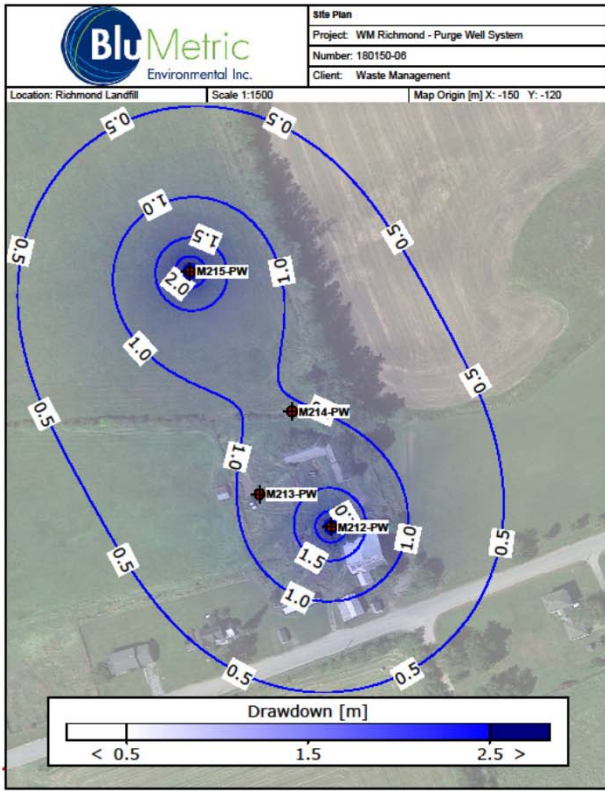 BluMetric
Environmental Inc.
Site Plan
Project: WM Richmond - Purge Well System
Number: 180150-06
Client: Waste Management
Location: Richmond Landfill Scale 1:1500 Map Origin [m] X: -150 Y: -120
0.5 0.5
1.0 0.5
1.5
0.5 1.0
2.0 M215-PW
1.0
0.5
0.5 M214-PW
1.0
M213-PW
M212-PW
1.0
0.5 1.5 0.5
1.0
0.5 0.5
Drawdown [m]
< 0.5 1.5 2.5 >